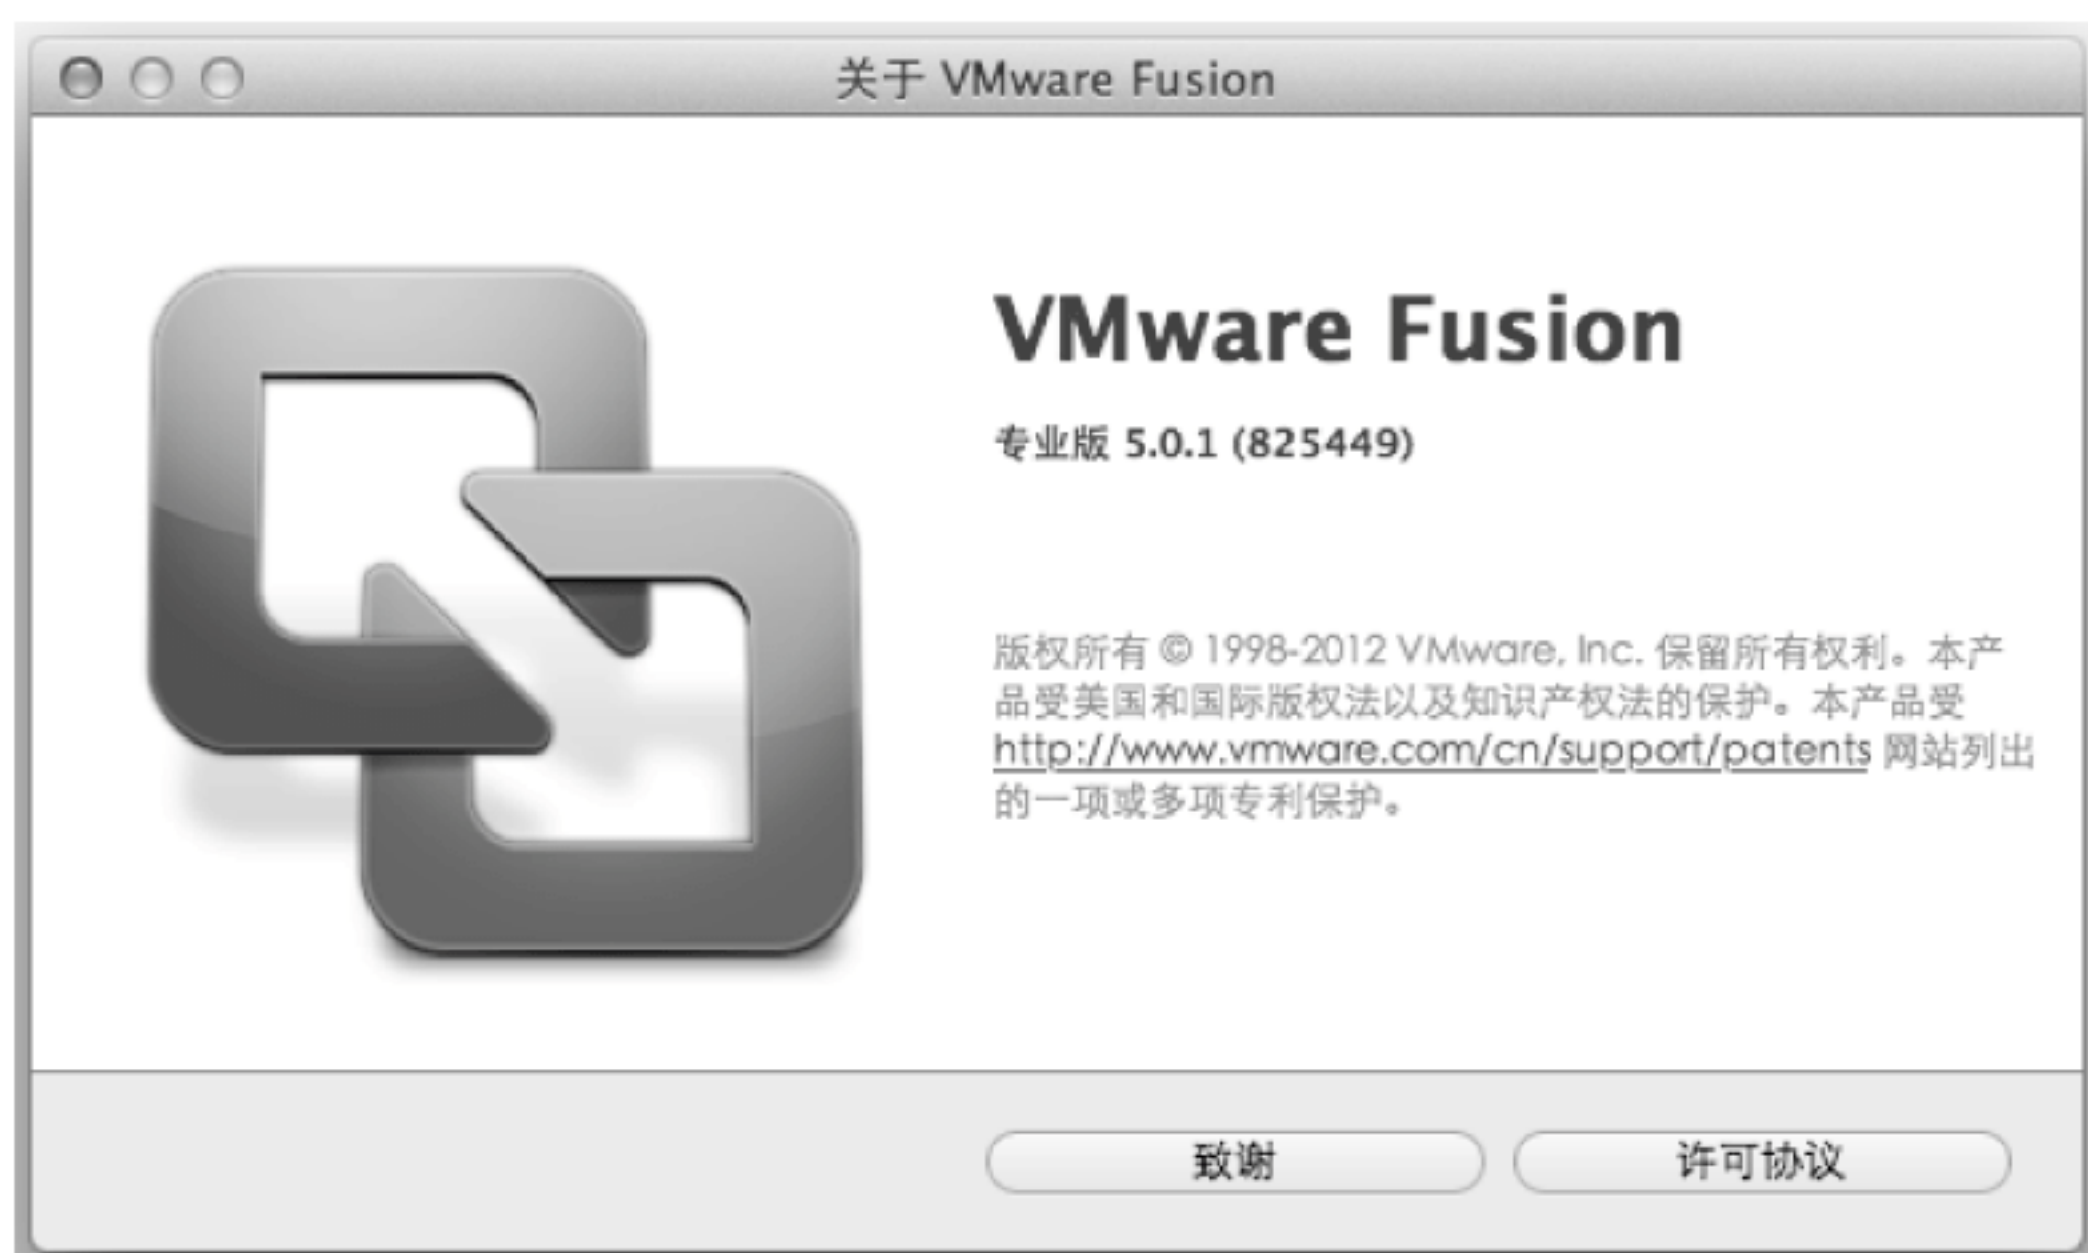 关于 VMware Fusion
VMware Fusion
专业版 5.0.1 (825449)
版权所有 © 1998-2012 VMware, Inc. 保留所有权利。本产
品受美国和国际版权法以及知识产权法的保护。本产品受
http://www.vmware.com/cn/support/patents 网站列出
的一项或多项专利保护。
致谢
许可协议